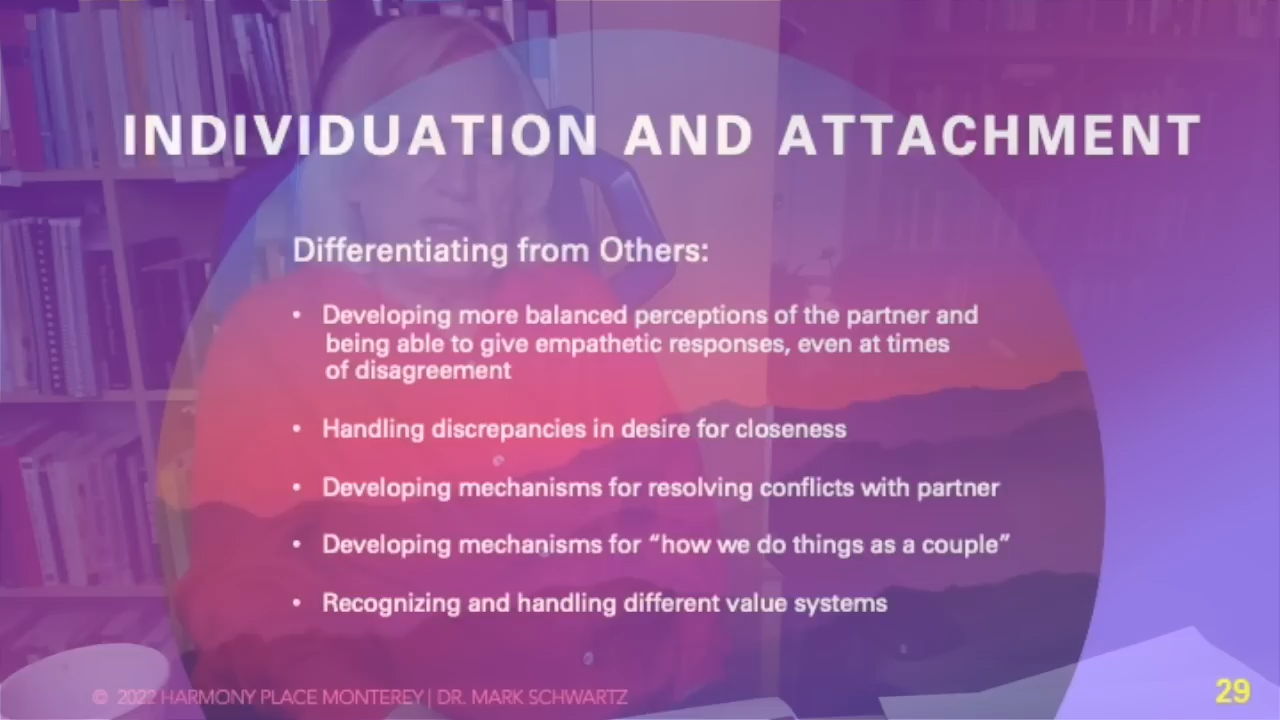 INDIVIDUATION AND ATTACHMENT
Differentiating from Others:
• Developing more balanced perceptions of the partner and
being able to give empathetic responses, even at times
of disagreement
• Handling discrepancies in desire for closeness
• Developing mechanisms for resolving conflicts with partner
• Developing mechanisms for “how we do things as a couple”
• Recognizing and handling different value systems
© 2022 HARMONY PLACE MONTEREY | DR. MARK SCHWARTZ
29